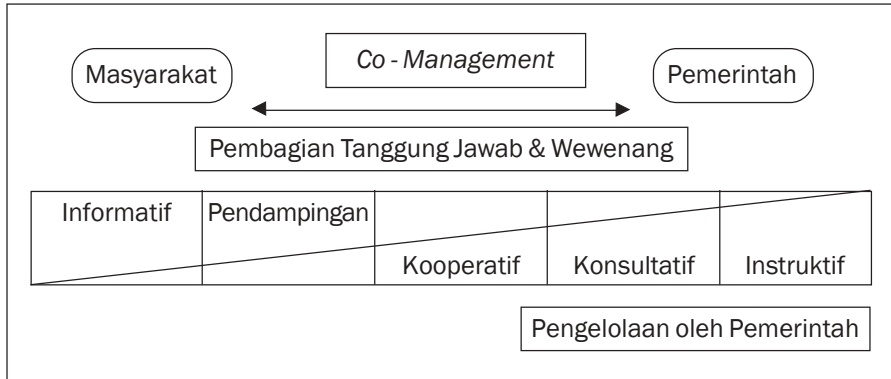 Co - Management
Masyarakat
Pemerintah
Pembagian Tanggung Jawab & Wewenang
Informatif
Pendampingan
Kooperatif
Konsultatif
Instruktif
Pengelolaan oleh Pemerintah